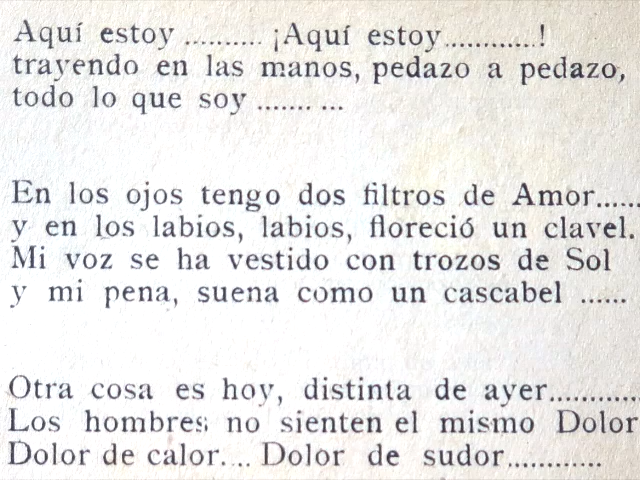 Aquí estoy .......... ¡Aquí estoy............!
trayendo en las manos, pedazo a pedazo,
todo lo que soy ....... ...
En los ojos tengo dos filtros de Amor......
y en los labios, labios, floreció un clavel.
Mi voz se ha vestido con trozos de Sol
y mi pena, suena como un cascabel ......
Otra cosa es hoy, distinta de ayer............
Los hombres; no sienten el mismo Dolor
Dolor de calor.... Dolor de sudor............